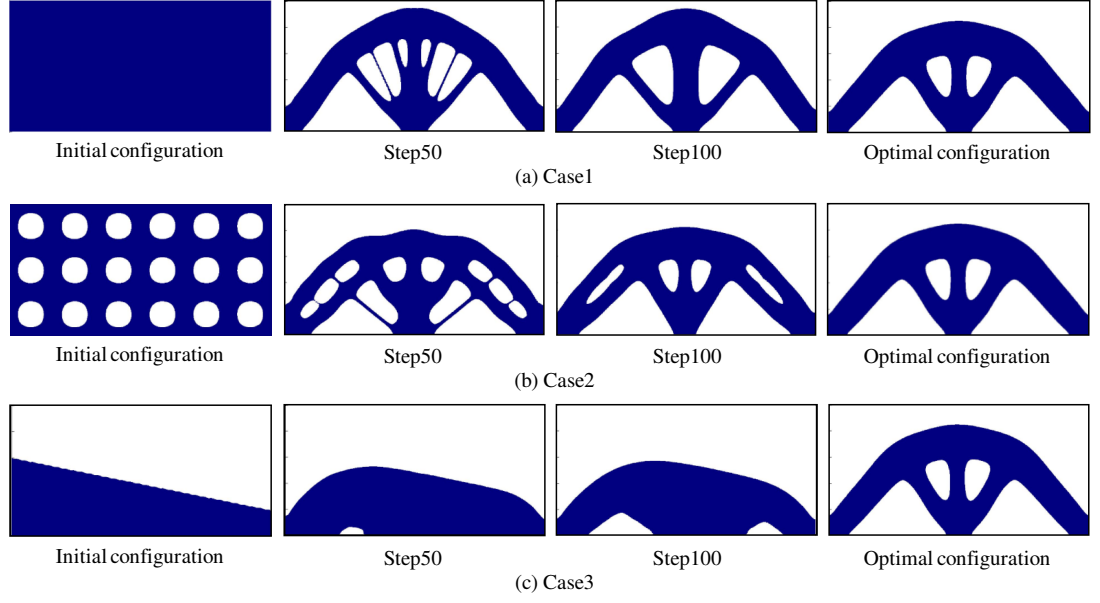 Initial configuration Step50 Step100 Optimal configuration
(a) Case1
Initial configuration Step50 Step100 Optimal configuration
(b) Case2
Initial configuration Step50 Step100 Optimal configuration
(c) Case3